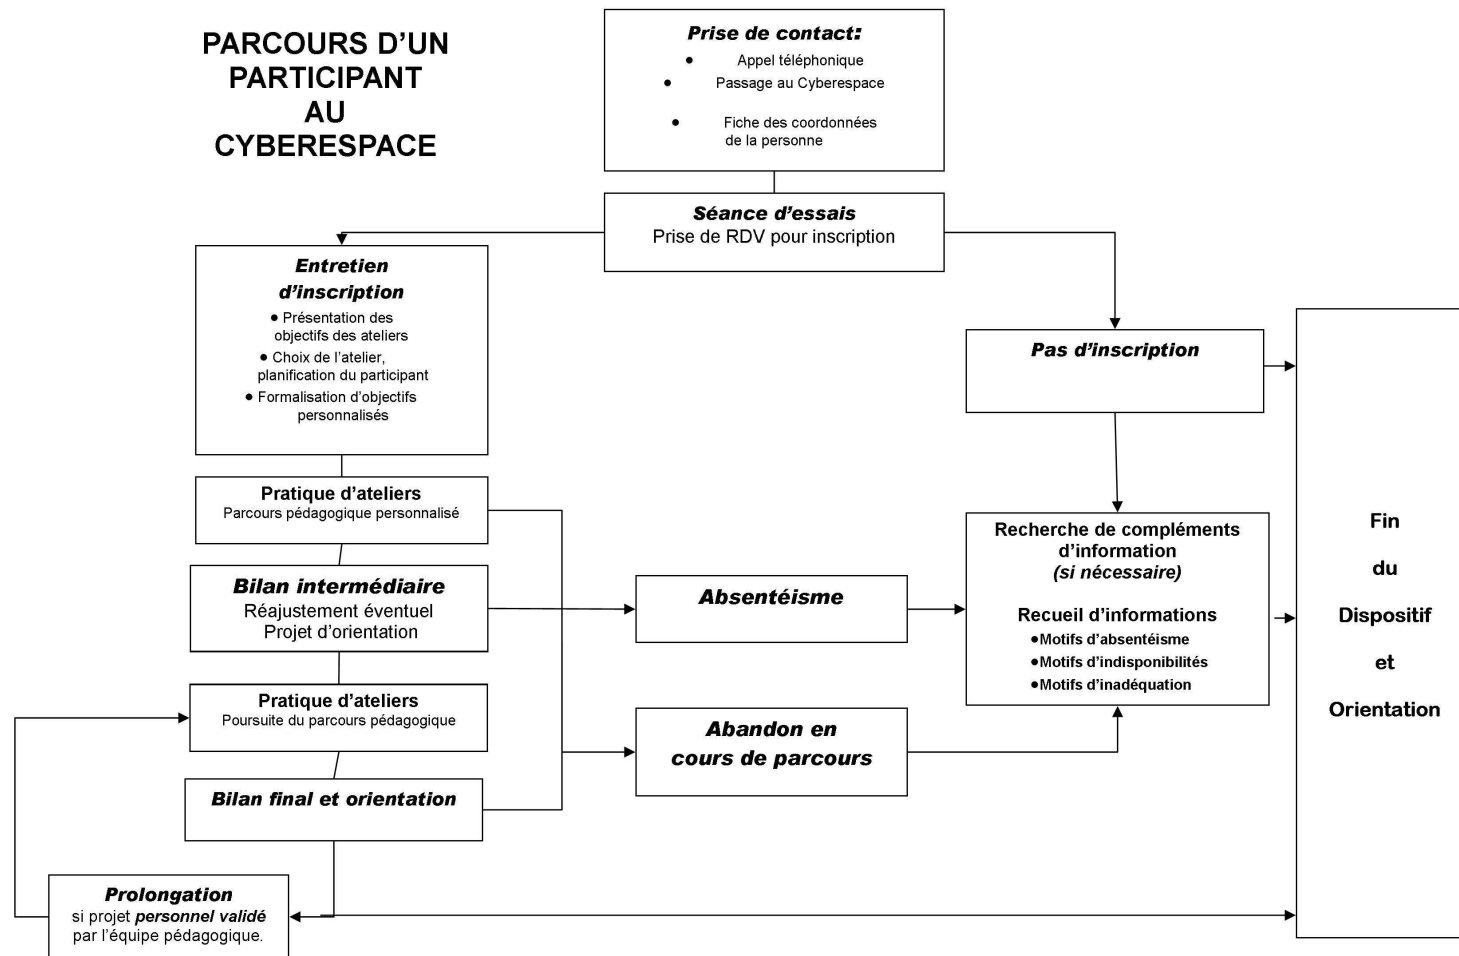 PARCOURS D’UN
PARTICIPANT
AU
CYBERESPACE
Prise de contact:
• Appel téléphonique
• Passage au Cyberespace
• Fiche des coordonnées
de la personne
Séance d’essais
Prise de RDV pour inscription
Entretien
d’inscription
• Présentation des
objectifs des ateliers
• Choix de l’atelier,
planification du participant
• Formalisation d’objectifs
personnalisés
Pas d’inscription
Pratique d’ateliers
Parcours pédagogique personnalisé
Bilan intermédiaire
Réajustement éventuel
Projet d’orientation
Absentéisme
Recherche de compléments
d’information
(si nécessaire)
Recueil d’informations
•Motifs d’absentéisme
•Motifs d’indisponibilités
•Motifs d’inadéquation
Pratique d’ateliers
Poursuite du parcours pédagogique
Abandon en
cours de parcours
Bilan final et orientation
Prolongation
si projet personnel validé
par l’équipe pédagogique.
Fin
du
Dispositif
et
Orientation